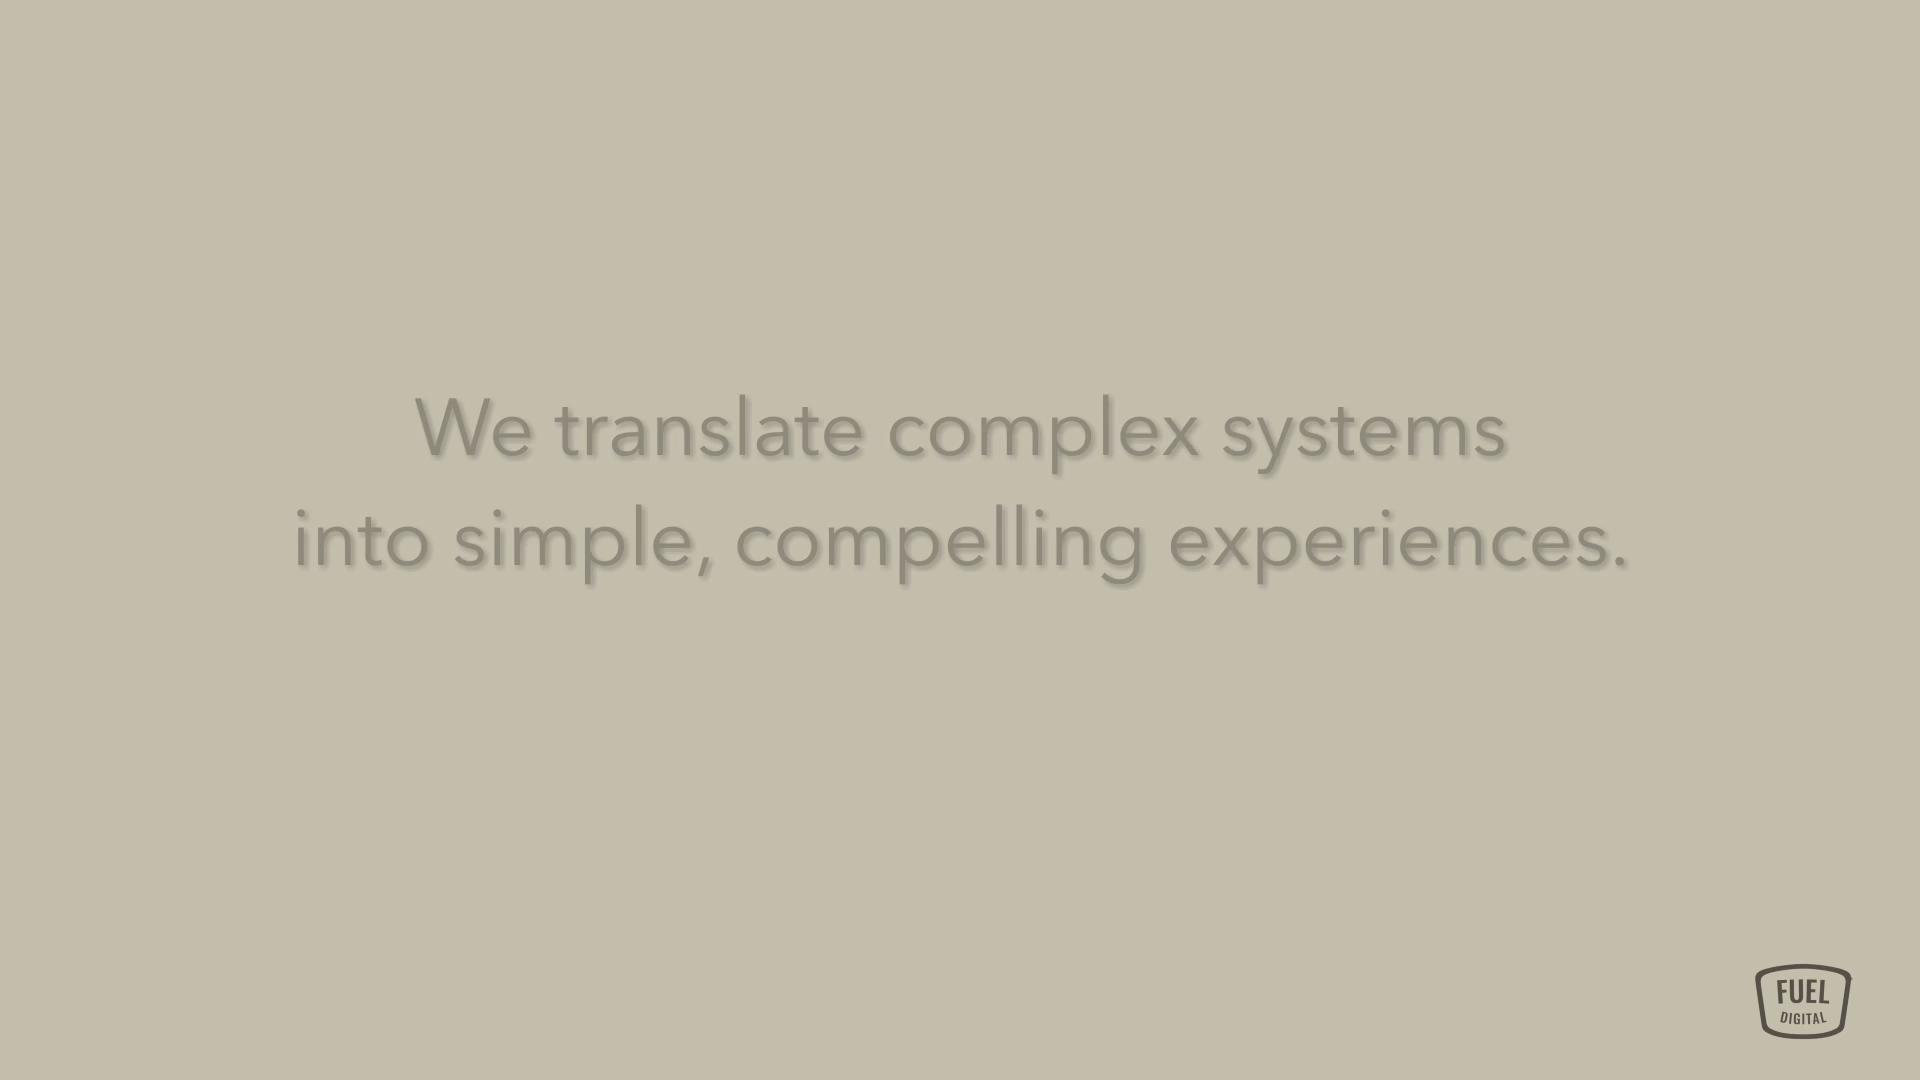 We translate complex systems
into simple, compelling experiences.
FUEL
DIGITAL